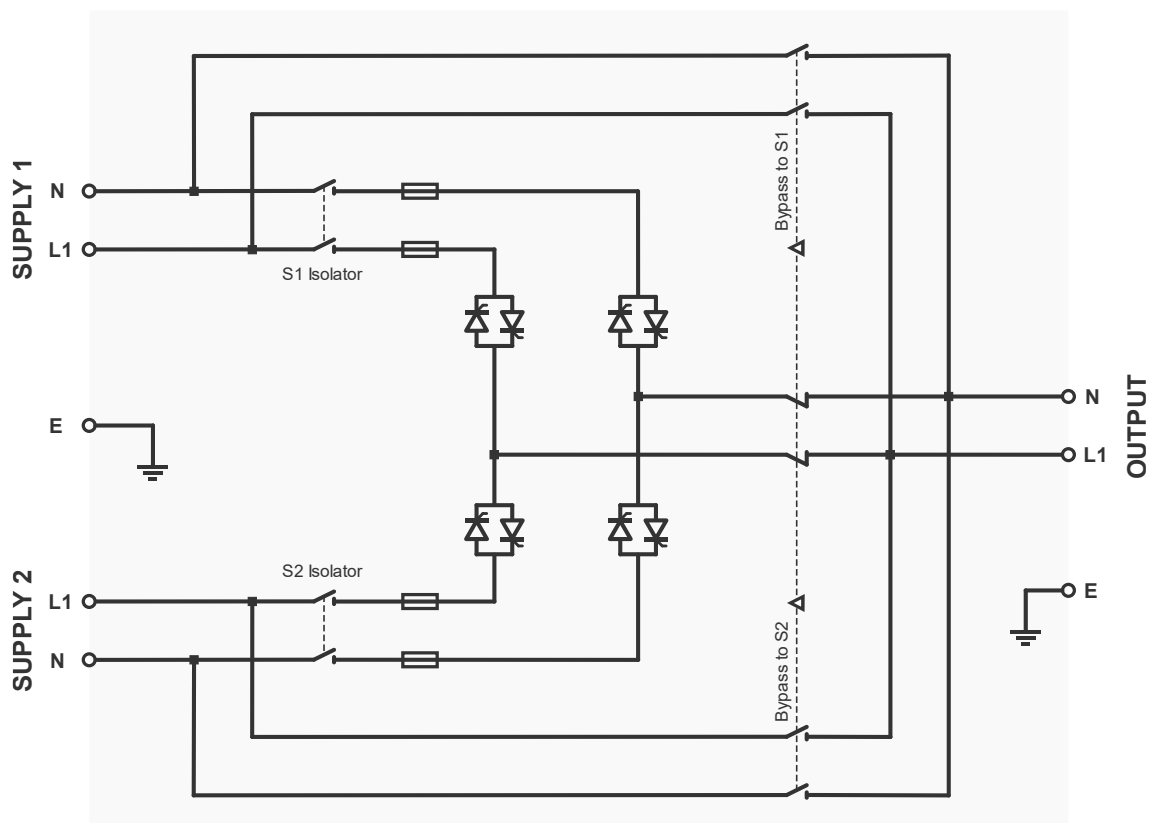 SUPPLY 1
N
L1
S1 Isolator
Bypass to S1
E
N
L1
OUTPUT
E
SUPPLY 2
L1
N
S2 Isolator
Bypass to S2